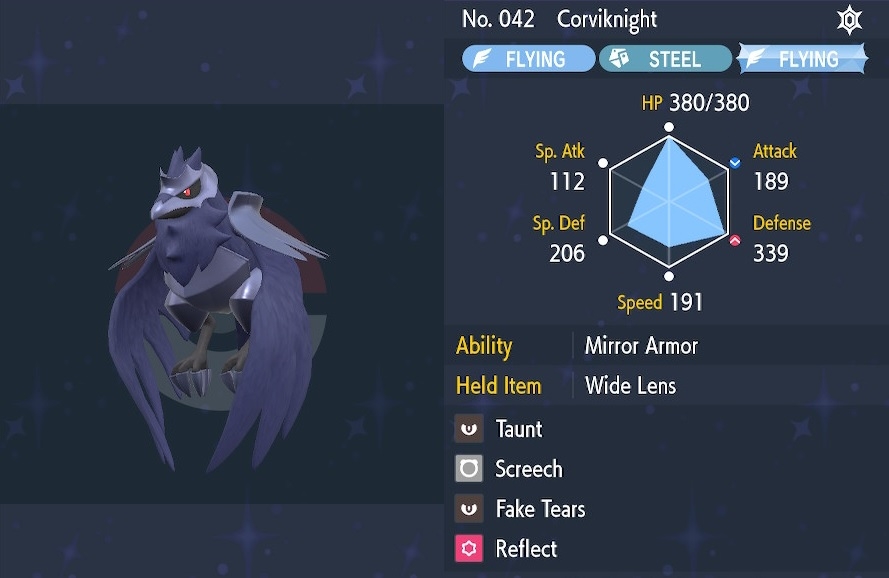 No. 042 Corviknight
FLYING STEEL FLYING
HP 380/380
Sp. Atk Attack
112 189
Sp. Def Defense
206 339
Speed 191
Ability Mirror Armor
Held Item Wide Lens
Taunt
Screech
Fake Tears
Reflect